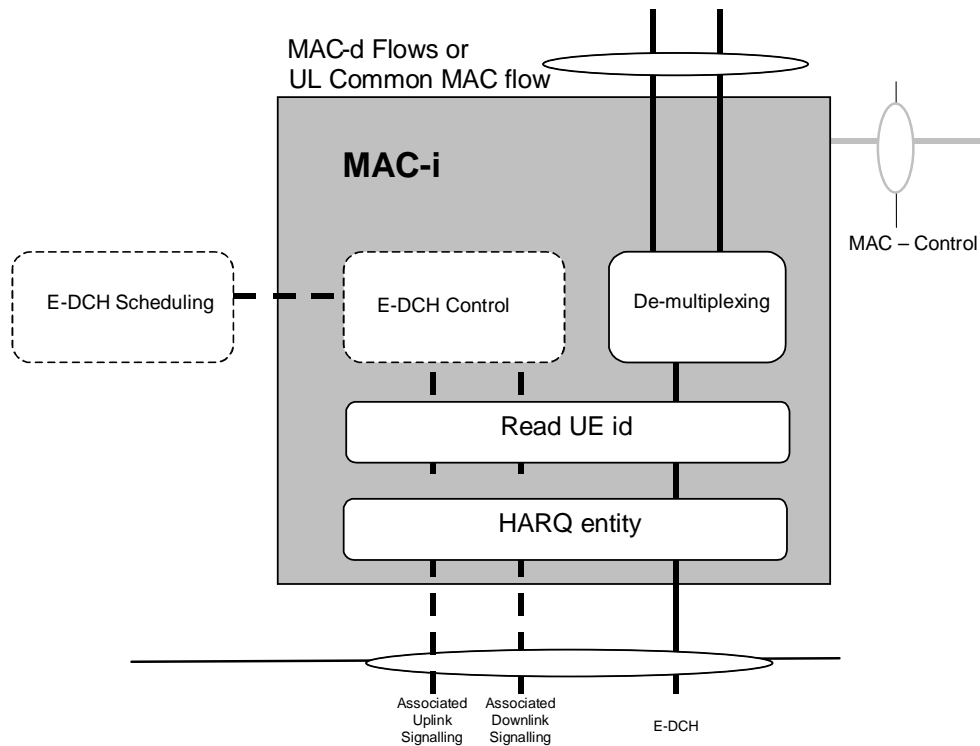 MAC-d Flows or
UL Common MAC flow
MAC-i
MAC – Control
E-DCH Scheduling
E-DCH Control
De-multiplexing
Read UE id
HARQ entity
Associated
Uplink
Signalling
Associated
Downlink
Signalling
E-DCH